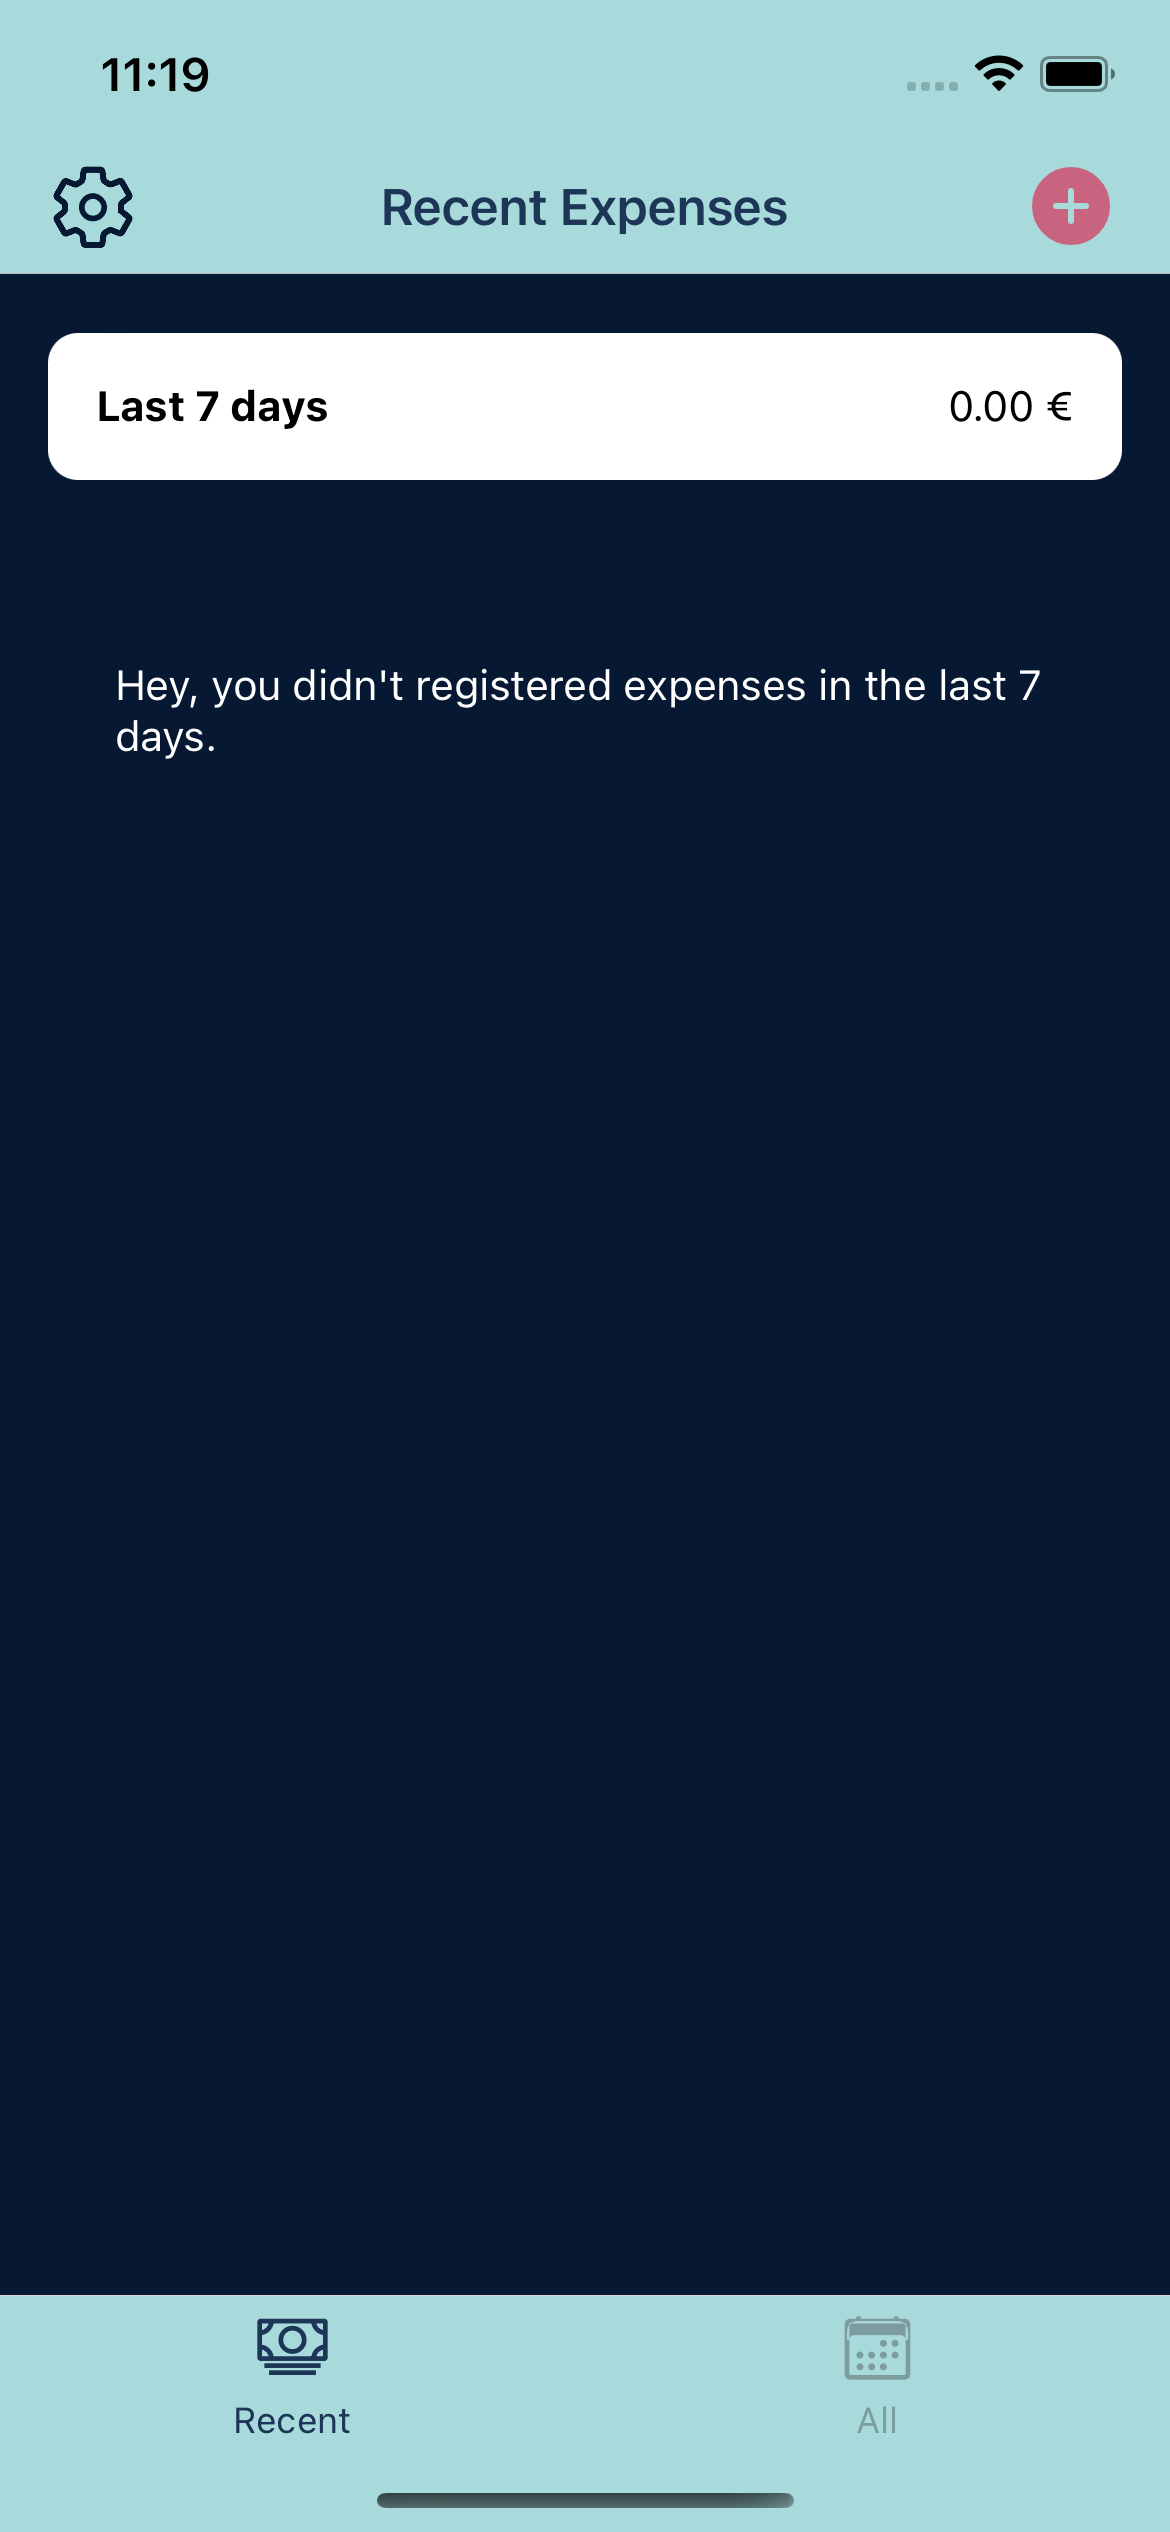 11:19
Recent Expenses
Last 7 days 0.00 €
Hey, you didn't registered expenses in the last 7
days.
Recent All